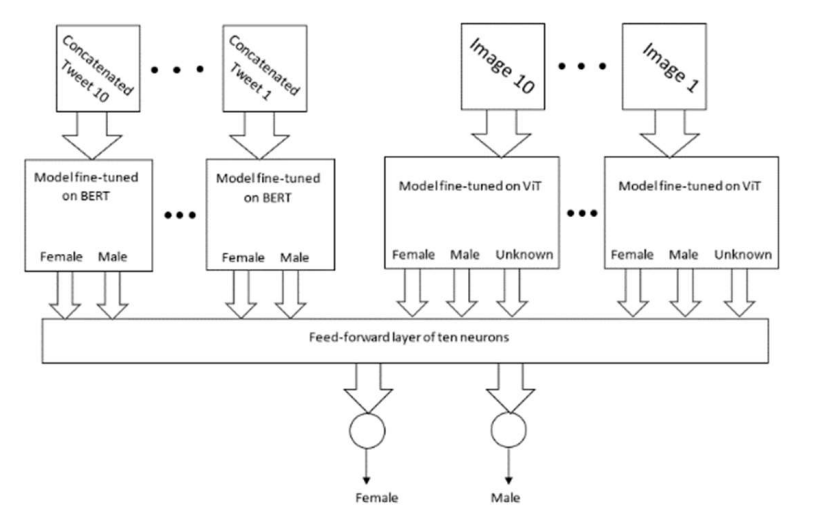 Concatenated
Tweet 10
Concatenated
Tweet 1
Image 10
Image 1
Model fine-tuned
on BERT
Female Male
Model fine-tuned
on BERT
Female Male
Model fine-tuned on ViT
Female Male Unknown
Model fine-tuned on ViT
Female Male Unknown
Feed-forward layer of ten neurons
Female
Male